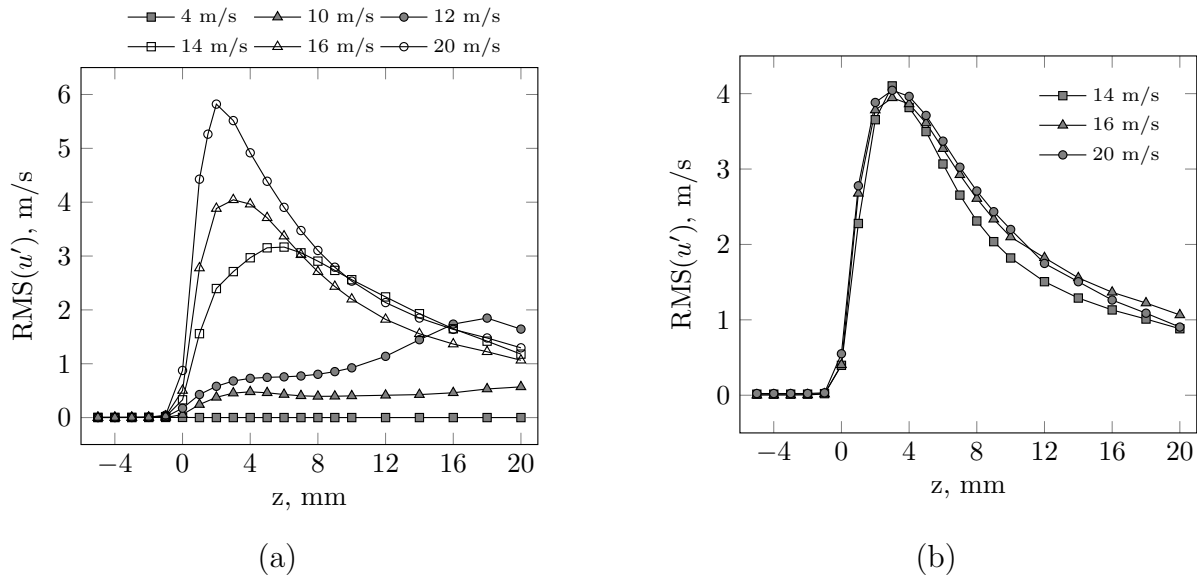 4 m/s 10 m/s 12 m/s
14 m/s 16 m/s 20 m/s
RMS(u′), m/s
6
5
4
3
2
1
0
−4 0 4 8 12 16 20
z, mm
(a)
14 m/s
16 m/s
20 m/s
RMS(u′), m/s
4
3
2
1
0
−4 0 4 8 12 16 20
z, mm
(b)